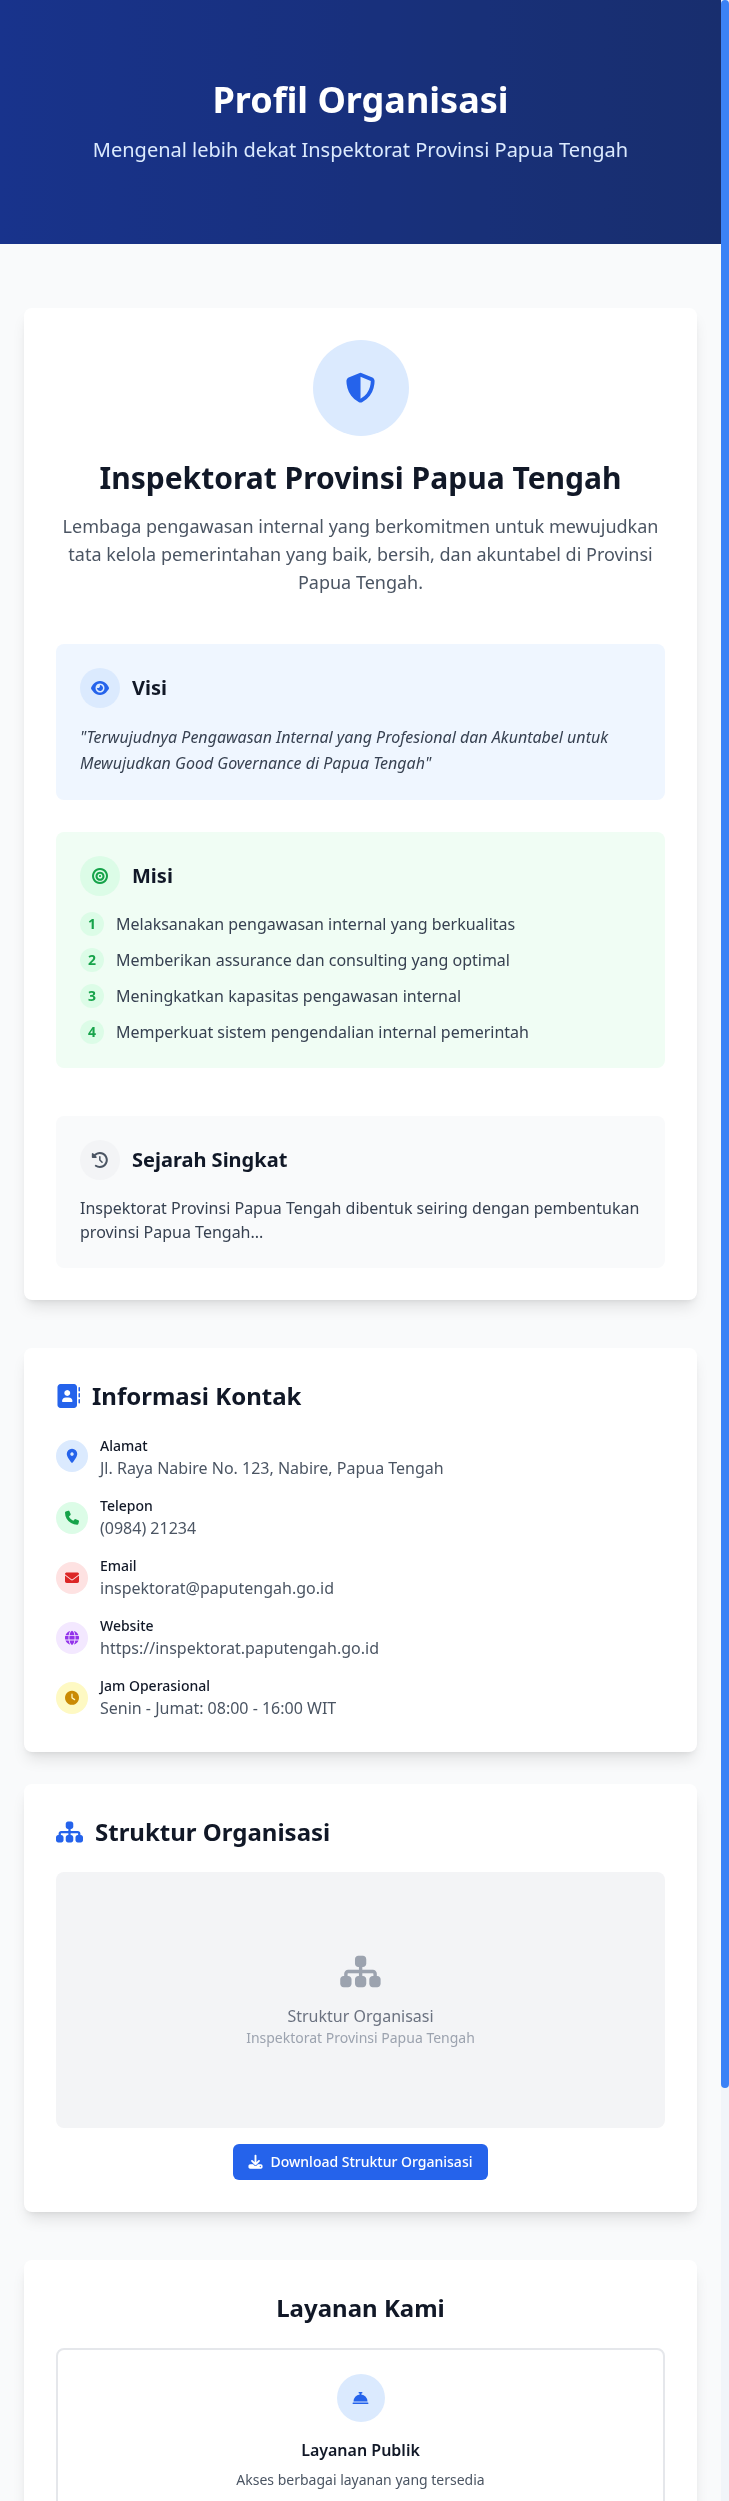 Profil Organisasi
Mengenal lebih dekat Inspektorat Provinsi Papua Tengah
Inspektorat Provinsi Papua Tengah
Lembaga pengawasan internal yang berkomitmen untuk mewujudkan
tata kelola pemerintahan yang baik, bersih, dan akuntabel di Provinsi
Papua Tengah.
Visi
"Terwujudnya Pengawasan Internal yang Profesional dan Akuntabel untuk
Mewujudkan Good Governance di Papua Tengah"
Misi
1 Melaksanakan pengawasan internal yang berkualitas
2 Memberikan assurance dan consulting yang optimal
3 Meningkatkan kapasitas pengawasan internal
4 Memperkuat sistem pengendalian internal pemerintah
Sejarah Singkat
Inspektorat Provinsi Papua Tengah dibentuk seiring dengan pembentukan
provinsi Papua Tengah...
Informasi Kontak
Alamat
Jl. Raya Nabire No. 123, Nabire, Papua Tengah
Telepon
(0984) 21234
Email
inspektorat@paputengah.go.id
Website
https://inspektorat.paputengah.go.id
Jam Operasional
Senin - Jumat: 08:00 - 16:00 WIT
Struktur Organisasi
Struktur Organisasi
Inspektorat Provinsi Papua Tengah
Download Struktur Organisasi
Layanan Kami
Layanan Publik
Akses berbagai layanan yang tersedia